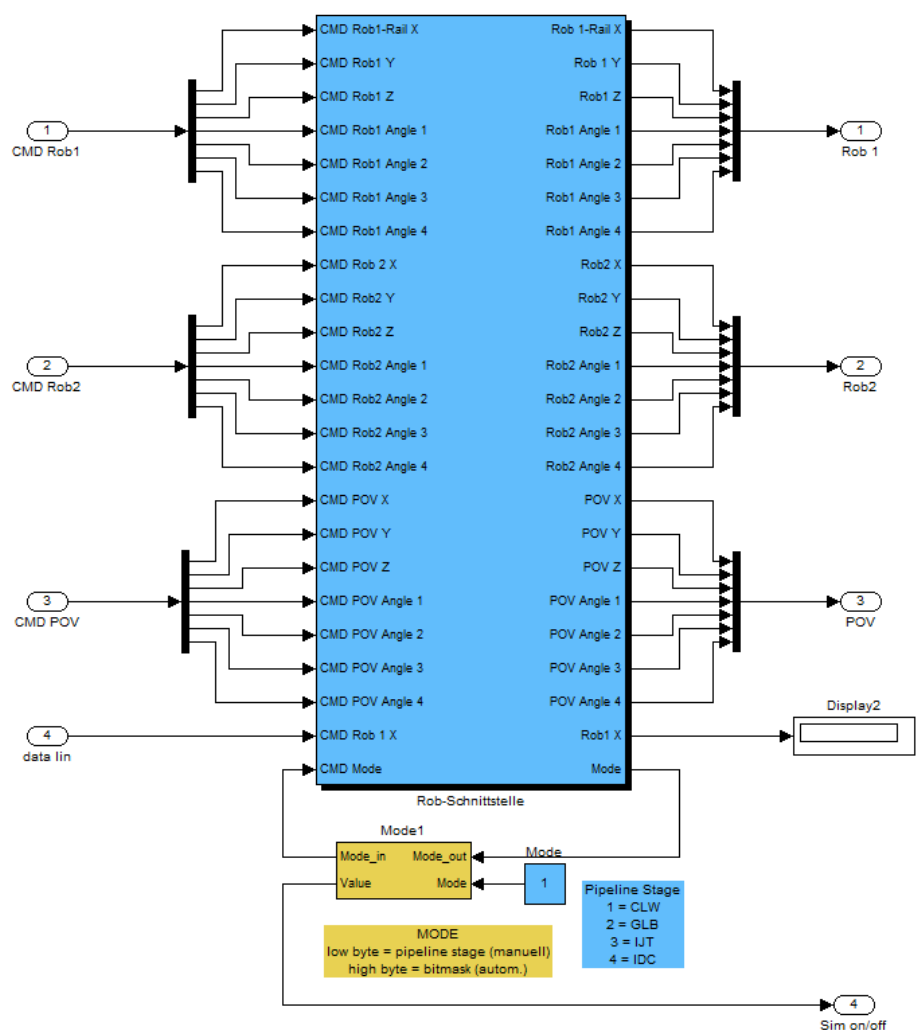 CMD Rob1-Rail X
Rob 1-Rail X
CMD Rob1 Y
Rob 1 Y
CMD Rob1 Z
Rob1 Z
1
CMD Rob1
CMD Rob1 Angle 1
Rob1 Angle 1
1
Rob 1
CMD Rob1 Angle 2
Rob1 Angle 2
CMD Rob1 Angle 3
Rob1 Angle 3
CMD Rob1 Angle 4
Rob1 Angle 4
CMD Rob 2 X
Rob2 X
CMD Rob2 Y
Rob2 Y
CMD Rob2 Z
Rob2 Z
2
CMD Rob2
CMD Rob2 Angle 1
Rob2 Angle 1
2
Rob2
CMD Rob2 Angle 2
Rob2 Angle 2
CMD Rob2 Angle 3
Rob2 Angle 3
CMD Rob2 Angle 4
Rob2 Angle 4
CMD POV X
POV X
CMD POV Y
POV Y
CMD POV Z
POV Z
3
CMD POV
CMD POV Angle 1
POV Angle 1
3
POV
CMD POV Angle 2
POV Angle 2
CMD POV Angle 3
POV Angle 3
CMD POV Angle 4
POV Angle 4
4
data Iin
CMD Rob 1 X
Rob1 X
Display2
CMD Mode
Mode
Rob-Schnittstelle
Mode1
Mode_in
Mode_out
Value
Mode
Mode
1
Pipeline Stage
1 = CLW
2 = GLB
3 = IJT
4 = IDC
MODE
low byte = pipeline stage (manuell)
high byte = bitmask (autom.)
4
Sim on/off